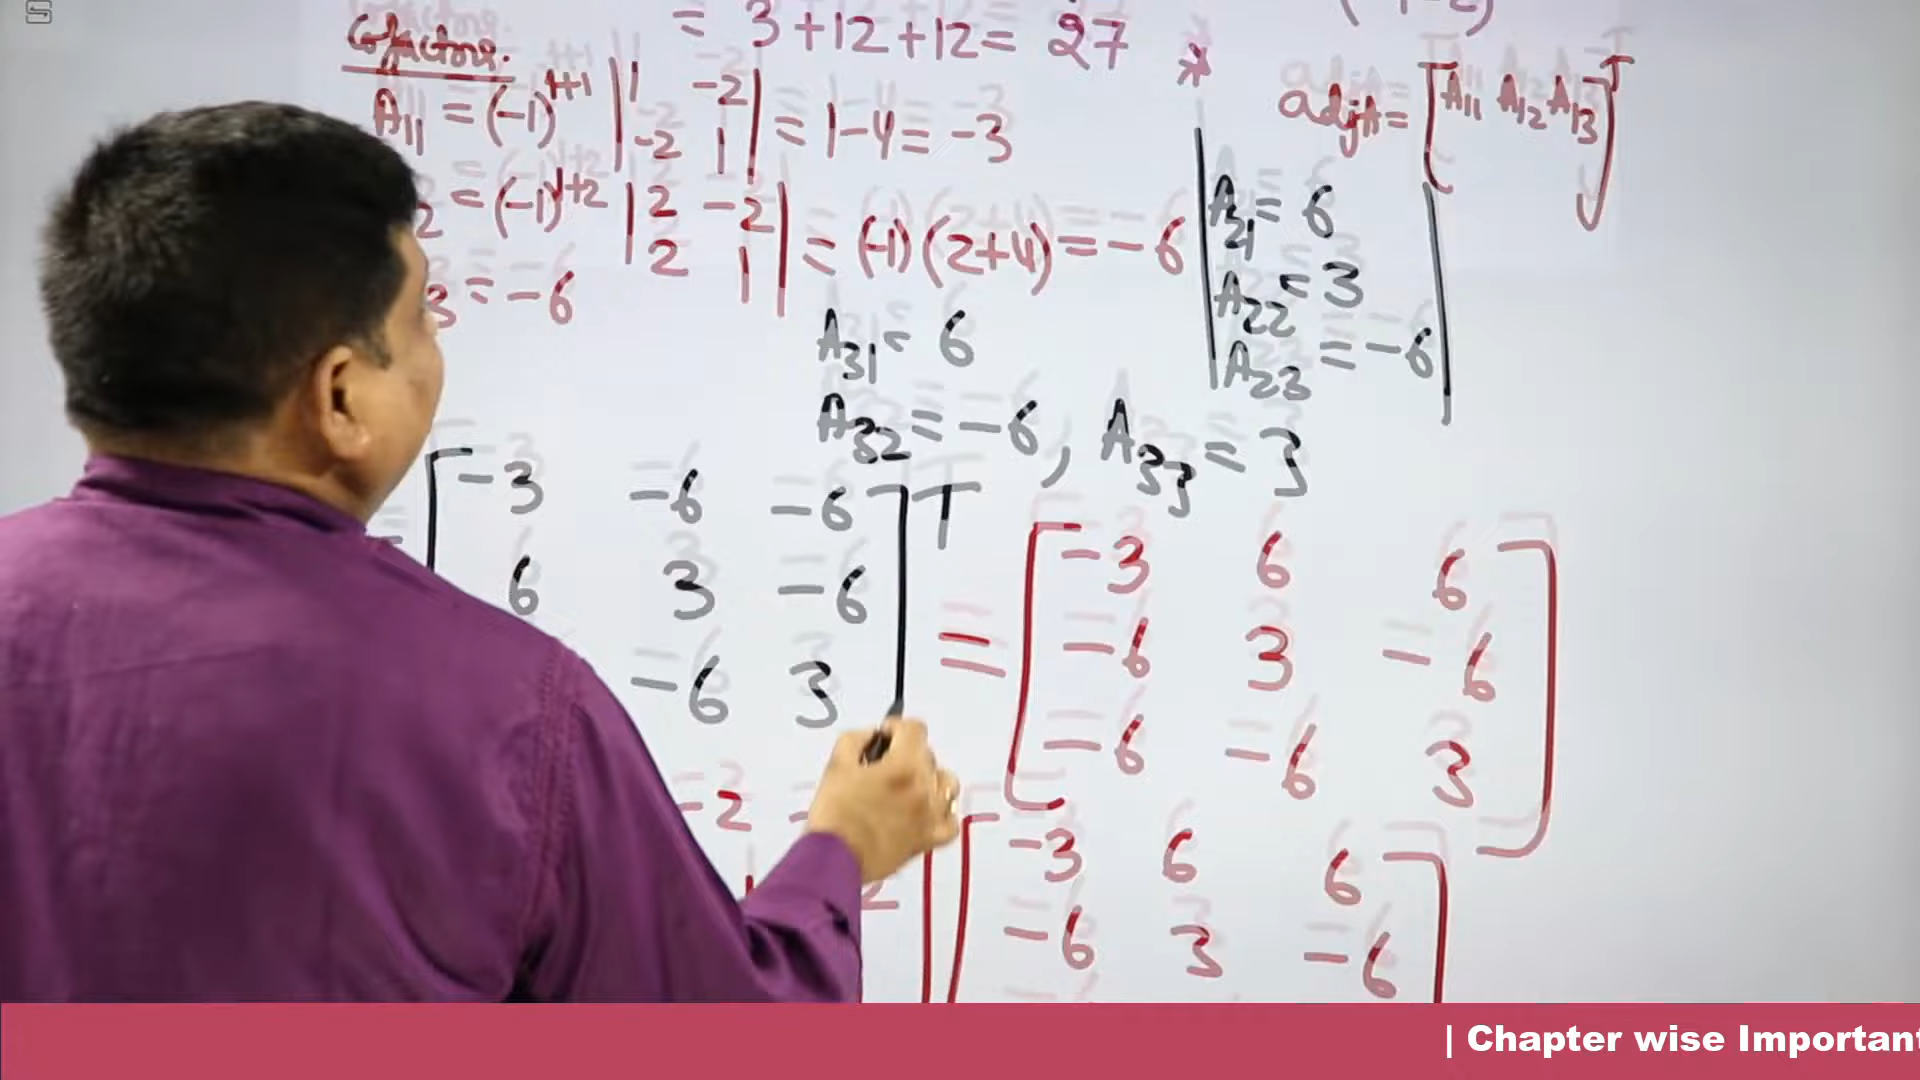 = 3+12+12= 27 *
Cofactors.
A11 = (-1)^1+1 | 1 -2 | = 1-4= -3
| -2 1 |
2 = (-1)^1+2 | 2 -2 | = (-1)(2+4)= -6
| 2 1 |
3 = -6
adjA= [A11 A12 A13]^T
A21 = 6
A22 = 3
A23 = -6
A31 = 6
A32 = -6, A33 = 3
= [ -3 -6 -6 ]T
6 3 -6
-6 3
= [ -3 6 6 ]
-6 3 -6
-6 -6 3
-2
1 2
[ -3 6 6 ]
-6 3 -6
| Chapter wise Important